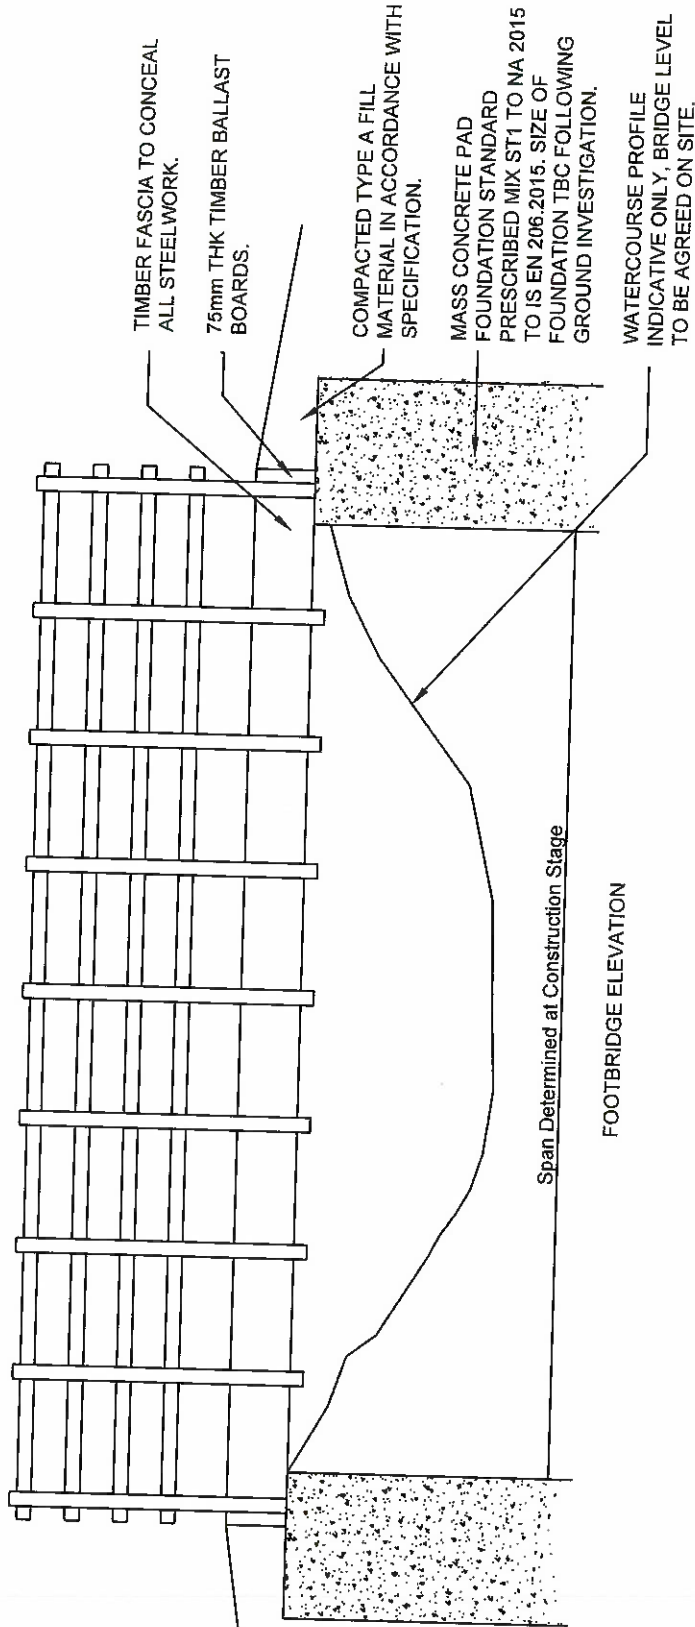 TIMBER FASCIA TO CONCEAL
ALL STEELWORK.
75mm THK TIMBER BALLAST
BOARDS.
COMPACTED TYPE A FILL
MATERIAL IN ACCORDANCE WITH
SPECIFICATION.
MASS CONCRETE PAD
FOUNDATION STANDARD
PRESCRIBED MIX ST1 TO NA 2015
TO IS EN 206.2015. SIZE OF
FOUNDATION TBC FOLLOWING
GROUND INVESTIGATION.
WATERCOURSE PROFILE
INDICATIVE ONLY, BRIDGE LEVEL
TO BE AGREED ON SITE.
Span Determined at Construction Stage
FOOTBRIDGE ELEVATION